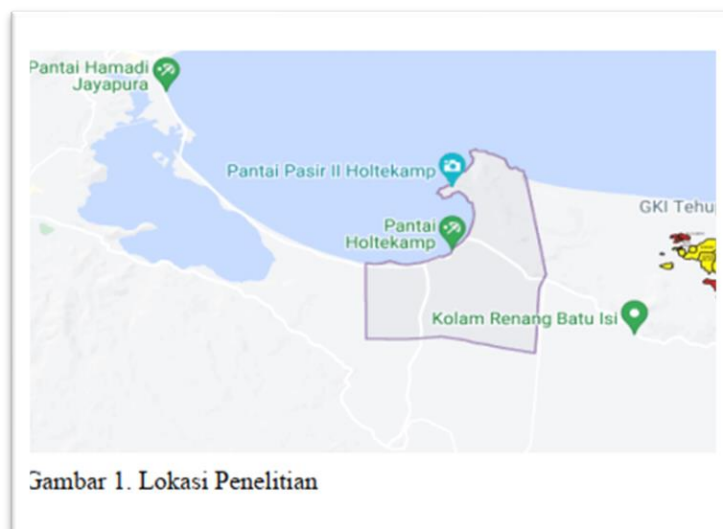 Pantai Hamadi
Jayapura
Pantai Pasir II Holtekamp
GKI Tehu
Pantai
Holtekamp
Kolam Renang Batu Isi
Gambar 1. Lokasi Penelitian